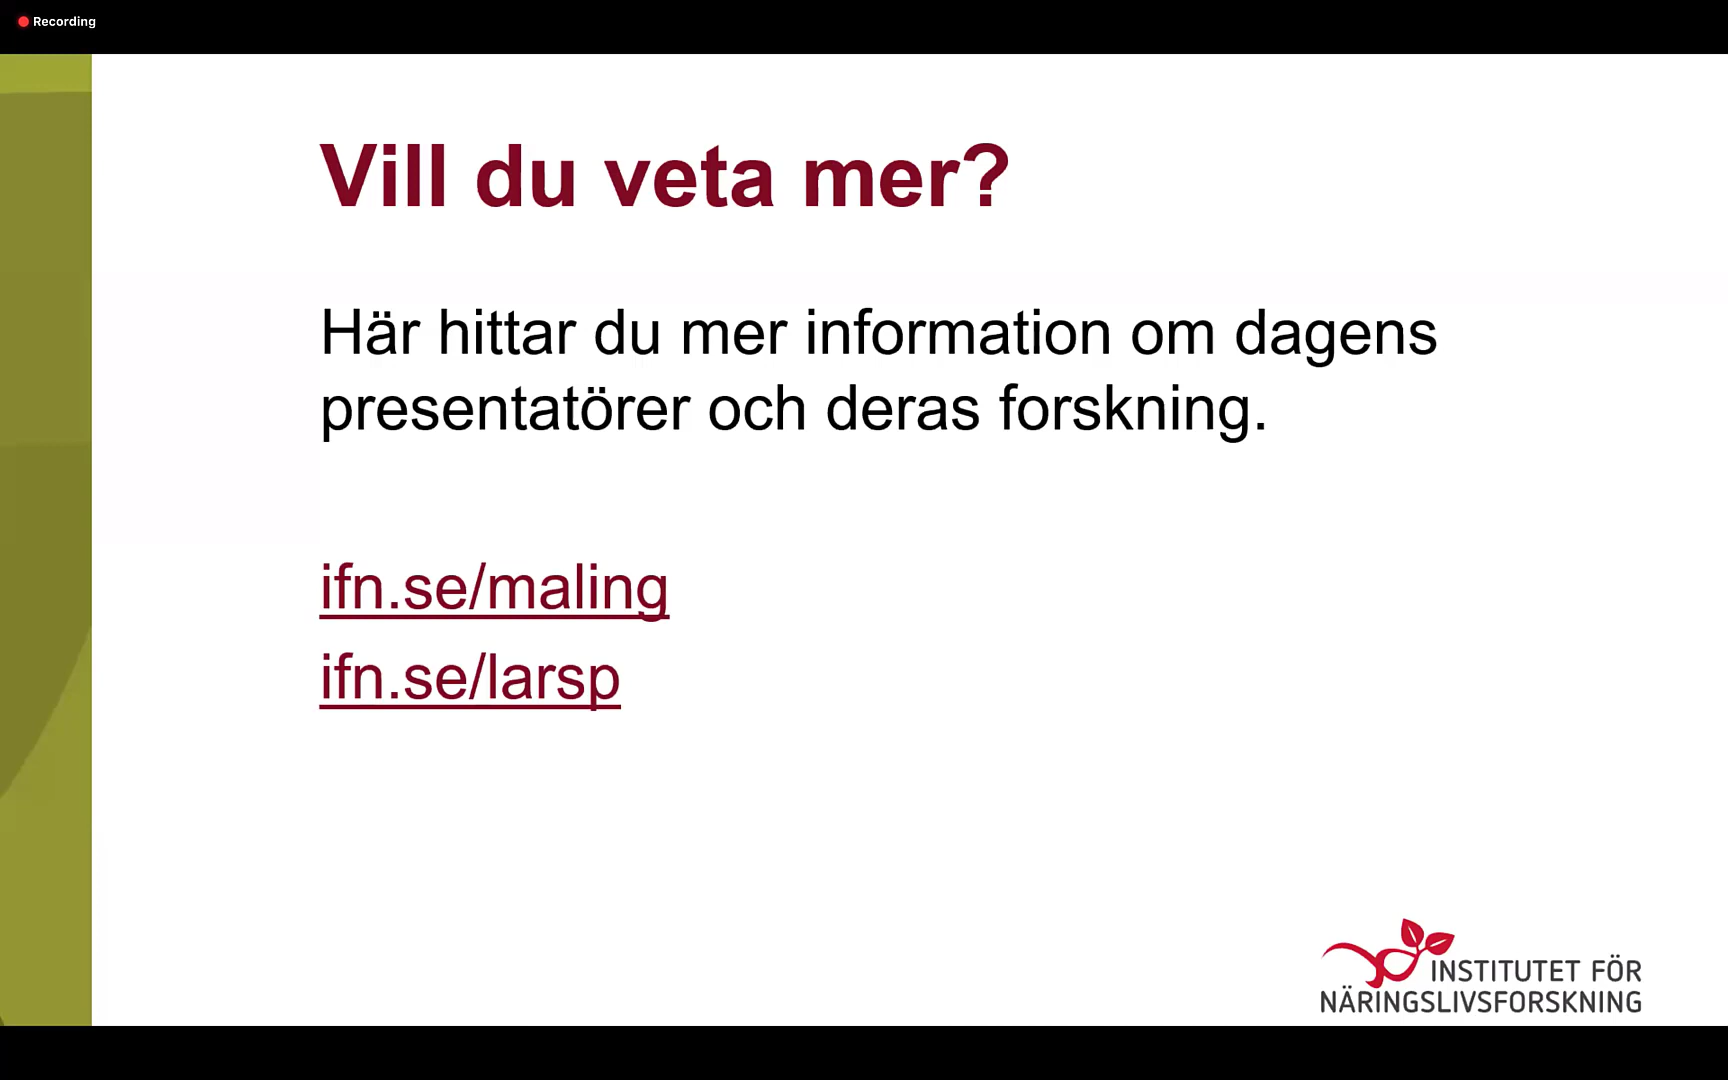 Recording
Vill du veta mer?
Här hittar du mer information om dagens
presentatörer och deras forskning.
ifn.se/maling
ifn.se/larsp
INSTITUTET FÖR
NÄRINGSLIVSFORSKNING